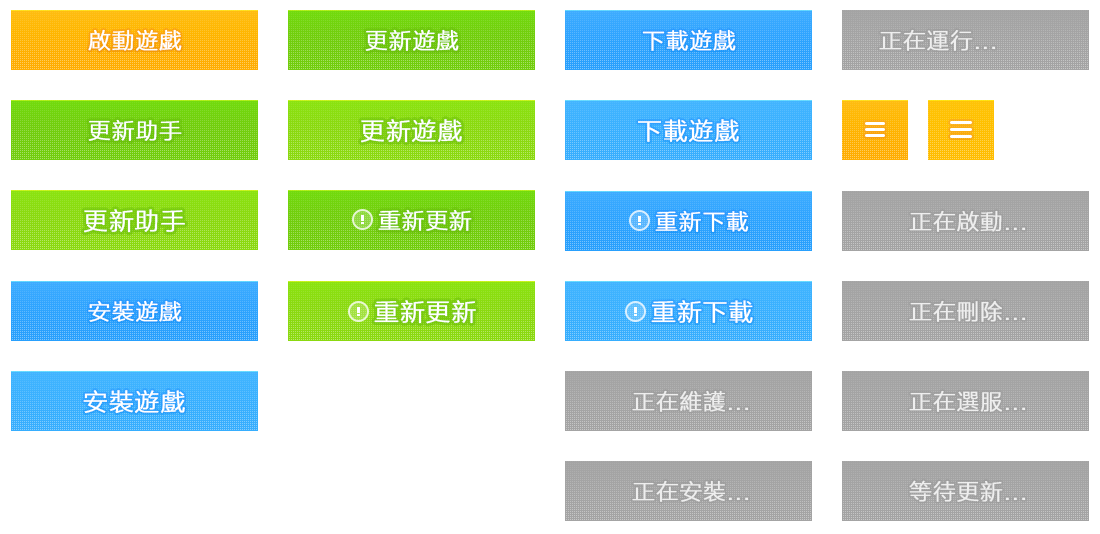 啟動遊戲
更新遊戲
下載遊戲
正在運行...
更新助手
更新遊戲
下載遊戲
更新助手
重新更新
重新下載
正在啟動...
安裝遊戲
重新更新
重新下載
正在刪除...
安裝遊戲
正在維護...
正在選服...
正在安裝...
等待更新...